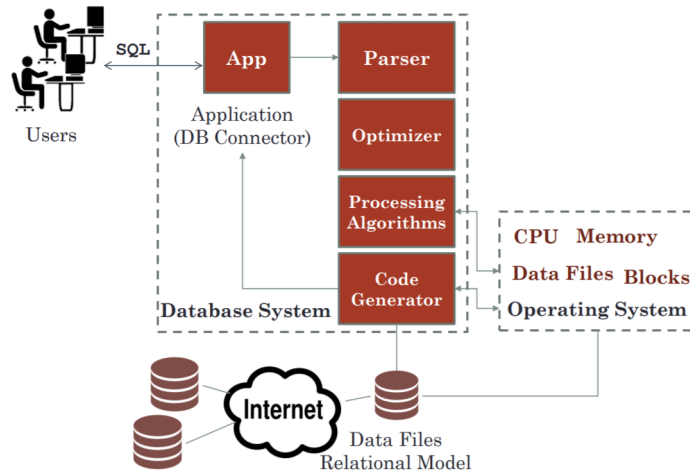 SQL
App
Parser
Users
Application
(DB Connector)
Optimizer
Processing
Algorithms
CPU Memory
Data Files Blocks
Operating System
Code
Generator
Database System
Internet
Data Files
Relational Model